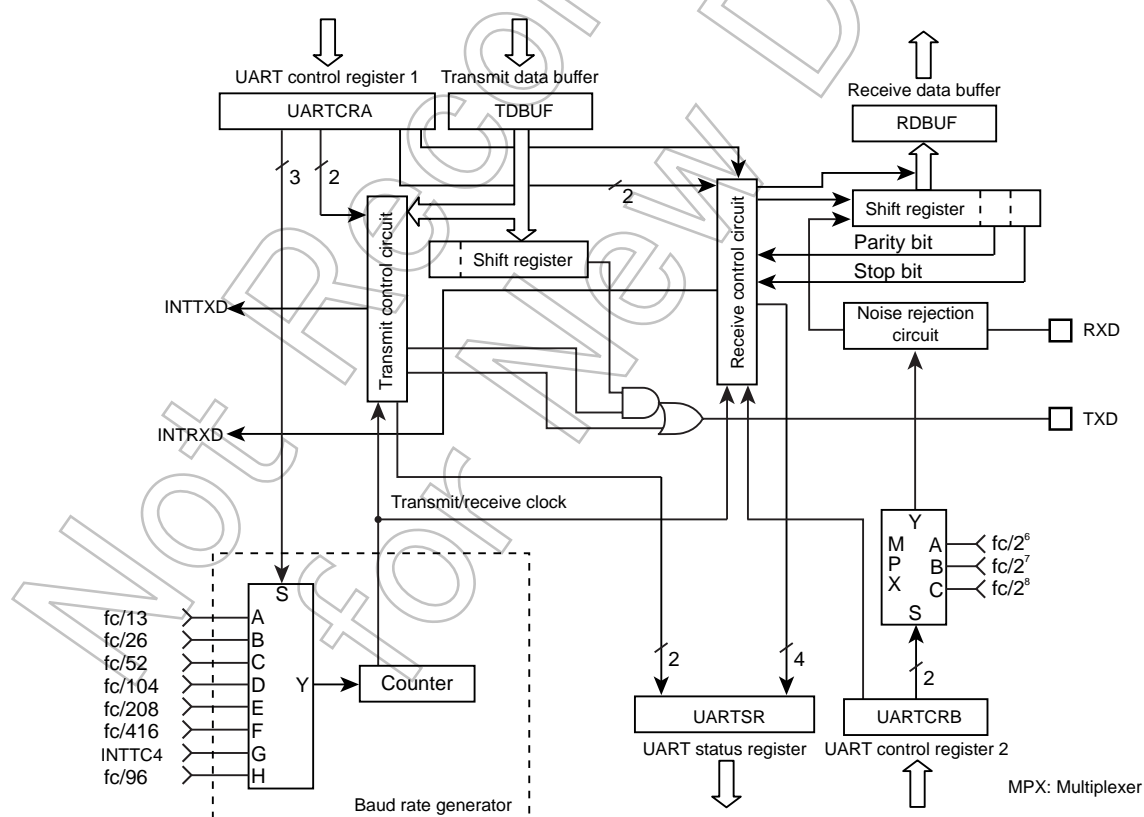 UART control register 1
Transmit data buffer
Receive data buffer
UARTCRA
TDBUF
RDBUF
3
2
2
Shift register
Shift register
Parity bit
Stop bit
Transmit control circuit
Receive control circuit
INTTXD
Noise rejection
circuit
RXD
TXD
INTRXD
Transmit/receive clock
Y
M
P
X
A
B
C
S
fc/2⁶
fc/2⁷
fc/2⁸
S
fc/13
A
fc/26
B
fc/52
C
fc/104
D
fc/208
E
fc/416
F
INTTC4
G
fc/96
H
Y
Counter
2
4
2
UARTSR
UARTCRB
UART status register
UART control register 2
Baud rate generator
MPX: Multiplexer
Not Recom
for New D